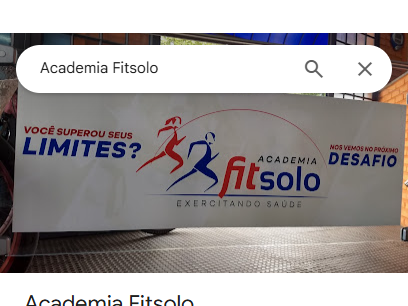 Academia Fitsolo
VOCÊ SUPEROU SEUS
LIMITES?
ACADEMIA
fitsolo
EXERCITANDO SAÚDE
NOS VEMOS NO PRÓXIMO
DESAFIO
Academia Fitsolo